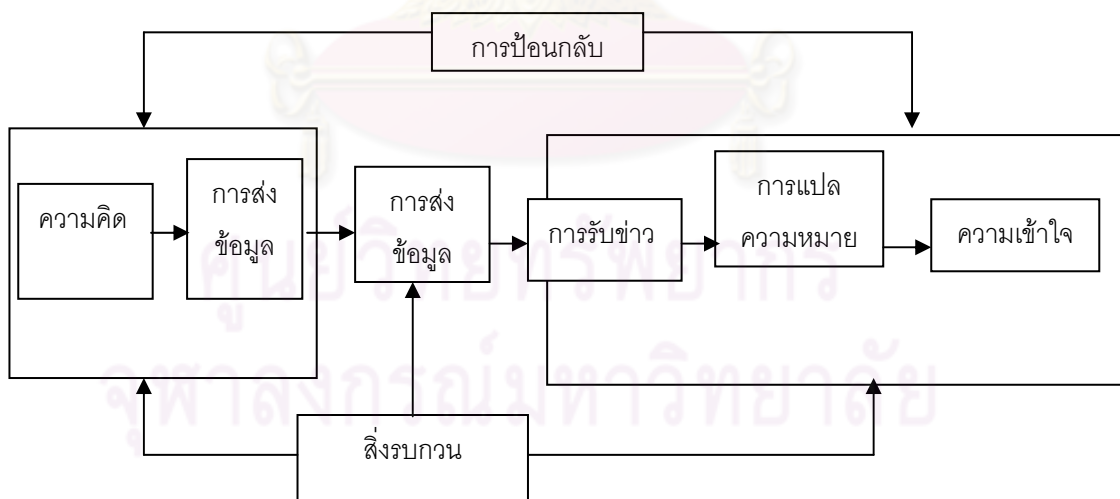 การป้อนกลับ
ความคิด
การส่ง
ข้อมูล
การส่ง
ข้อมูล
การรับข่าว
การแปล
ความหมาย
ความเข้าใจ
ศูนย์วิทยทรัพยากร
จุฬาลงกรณ์มหาวิทยาลัย
สิ่งรบกวน